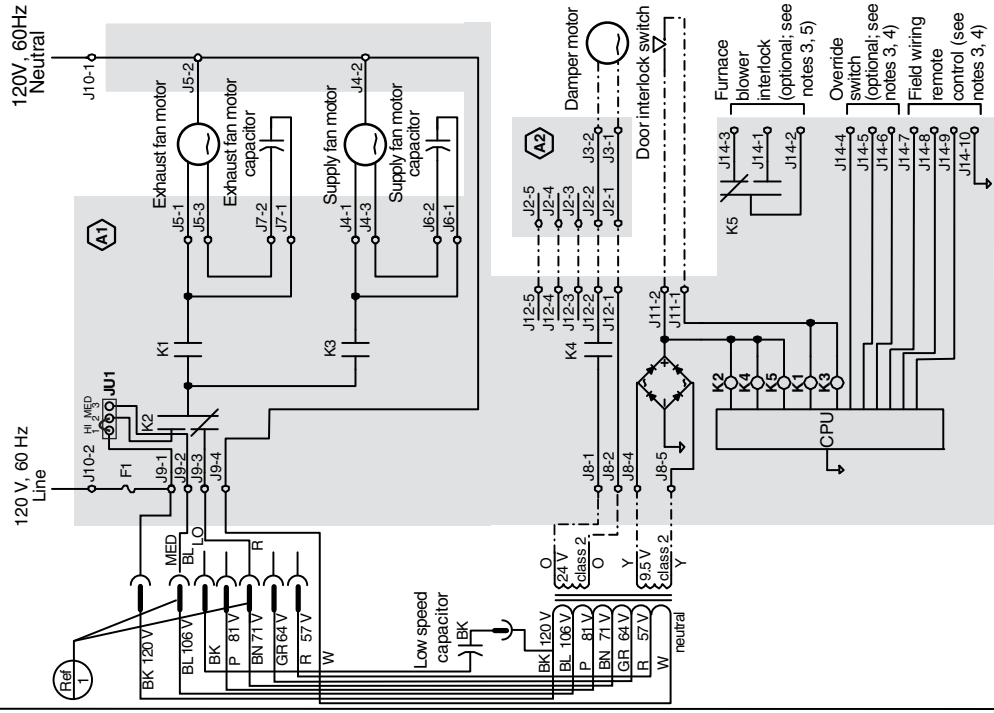 120V, 60Hz
Neutral
J10-1
J5-2
J4-2
Exhaust fan motor
Exhaust fan motor
capacitor
Supply fan motor
Supply fan motor
capacitor
J5-1
J5-3
J7-2
J7-1
J4-1
J4-3
J6-2
J6-1
A1
K1
K3
JU1
HI
MED
1
2
3
K2
120 V, 60 Hz
Line
J10-2
F1
J9-1
J9-2
J9-3
J9-4
MED
BL
LO
R
Ref
1
BK 120 V
BL 106 V
BK
P 81 V
BN 71 V
GR 64 V
R 57 V
W
Low speed
capacitor
BK
BK 120 V
BL 106 V
P 81 V
BN 71 V
GR 64 V
R 57 V
W
neutral
O
24 V
class 2
O
Y
9.5 V
class 2
Y
J8-1
J8-2
J8-4
J8-5
K4
J12-5
J12-4
J12-3
J12-2
J12-1
J11-2
J11-1
A2
J2-5
J2-4
J2-3
J2-2
J2-1
J3-2
J3-1
Damper motor
Door interlock switch
K2
K4
K5
K1
K3
CPU
K5
J14-3
J14-1
J14-2
J14-4
J14-5
J14-6
J14-7
J14-8
J14-9
J14-10
Furnace
blower
interlock
(optional; see
notes 3, 5)
Override
switch
(optional; see
notes 3, 4)
Field wiring
remote
control (see
notes 3, 4)